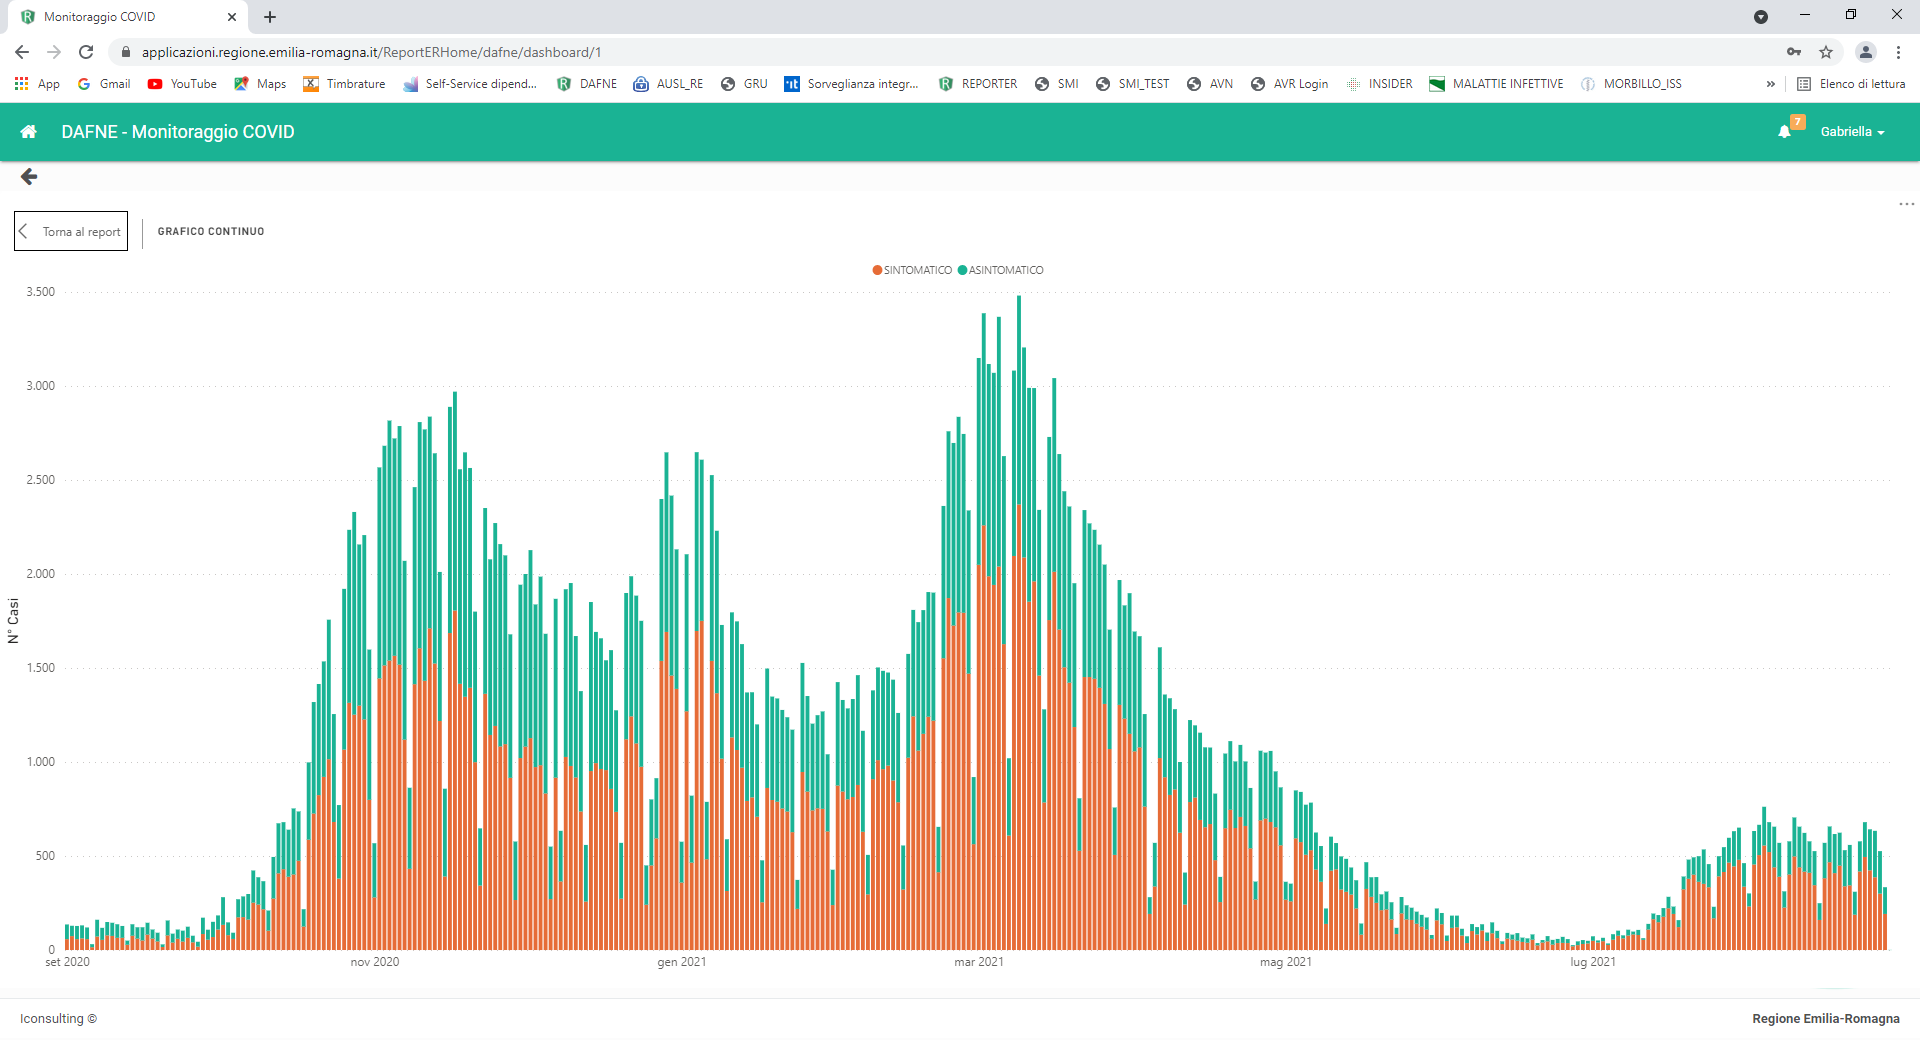 Monitoraggio COVID
applicazioni.regione.emilia-romagna.it/ReportERHome/dafne/dashboard/1
App Gmail YouTube Maps Timbrature Self-Service dipend... DAFNE AUSL_RE GRU Sorveglianza integr... REPORTER SMI SMI_TEST AVN AVR Login INSIDER MALATTIE INFETTIVE MORBILLO_ISS » Elenco di lettura
DAFNE - Monitoraggio COVID 7 Gabriella
Torna al report GRAFICO CONTINUO
SINTOMATICO ASINTOMATICO
3.500
3.000
2.500
2.000
1.500
1.000
500
0
N° Casi
set 2020 nov 2020 gen 2021 mar 2021 mag 2021 lug 2021
Iconsulting © Regione Emilia-Romagna